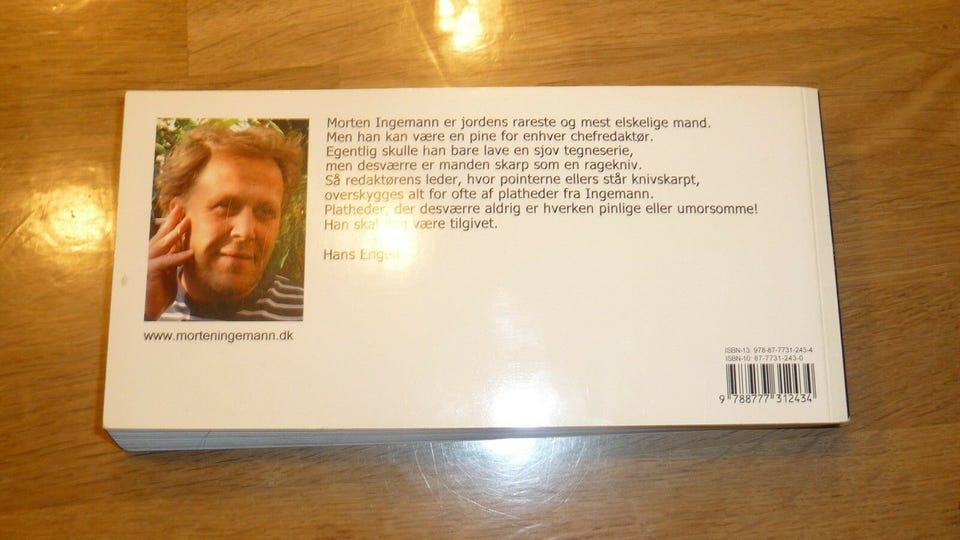 Morten Ingemann er jordens rareste og mest elskelige mand.
Men han kan være en pine for enhver chefredaktør.
Egentlig skulle han bare lave en sjov tegneserie,
men desværre er manden skarp som en ragekniv.
Så redaktørens leder, hvor pointerne ellers står knivskarpt,
overskygges alt for ofte af platheder fra Ingemann.
Platheder, der desværre aldrig er hverken pinlige eller umorsomme!
Han være tilgivet.
Hans
www.morteningemann.dk
ISBN-13: 978-87-7731-243-4
ISBN-10: 87-7731-243-0
9 788777 312434